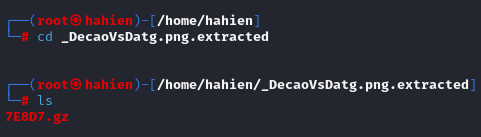 ┌──(root㉿hahien)-[/home/hahien]
└─# cd _DecaoVsDatg.png.extracted
┌──(root㉿hahien)-[/home/hahien/_DecaoVsDatg.png.extracted]
└─# ls
7E8D7.gz